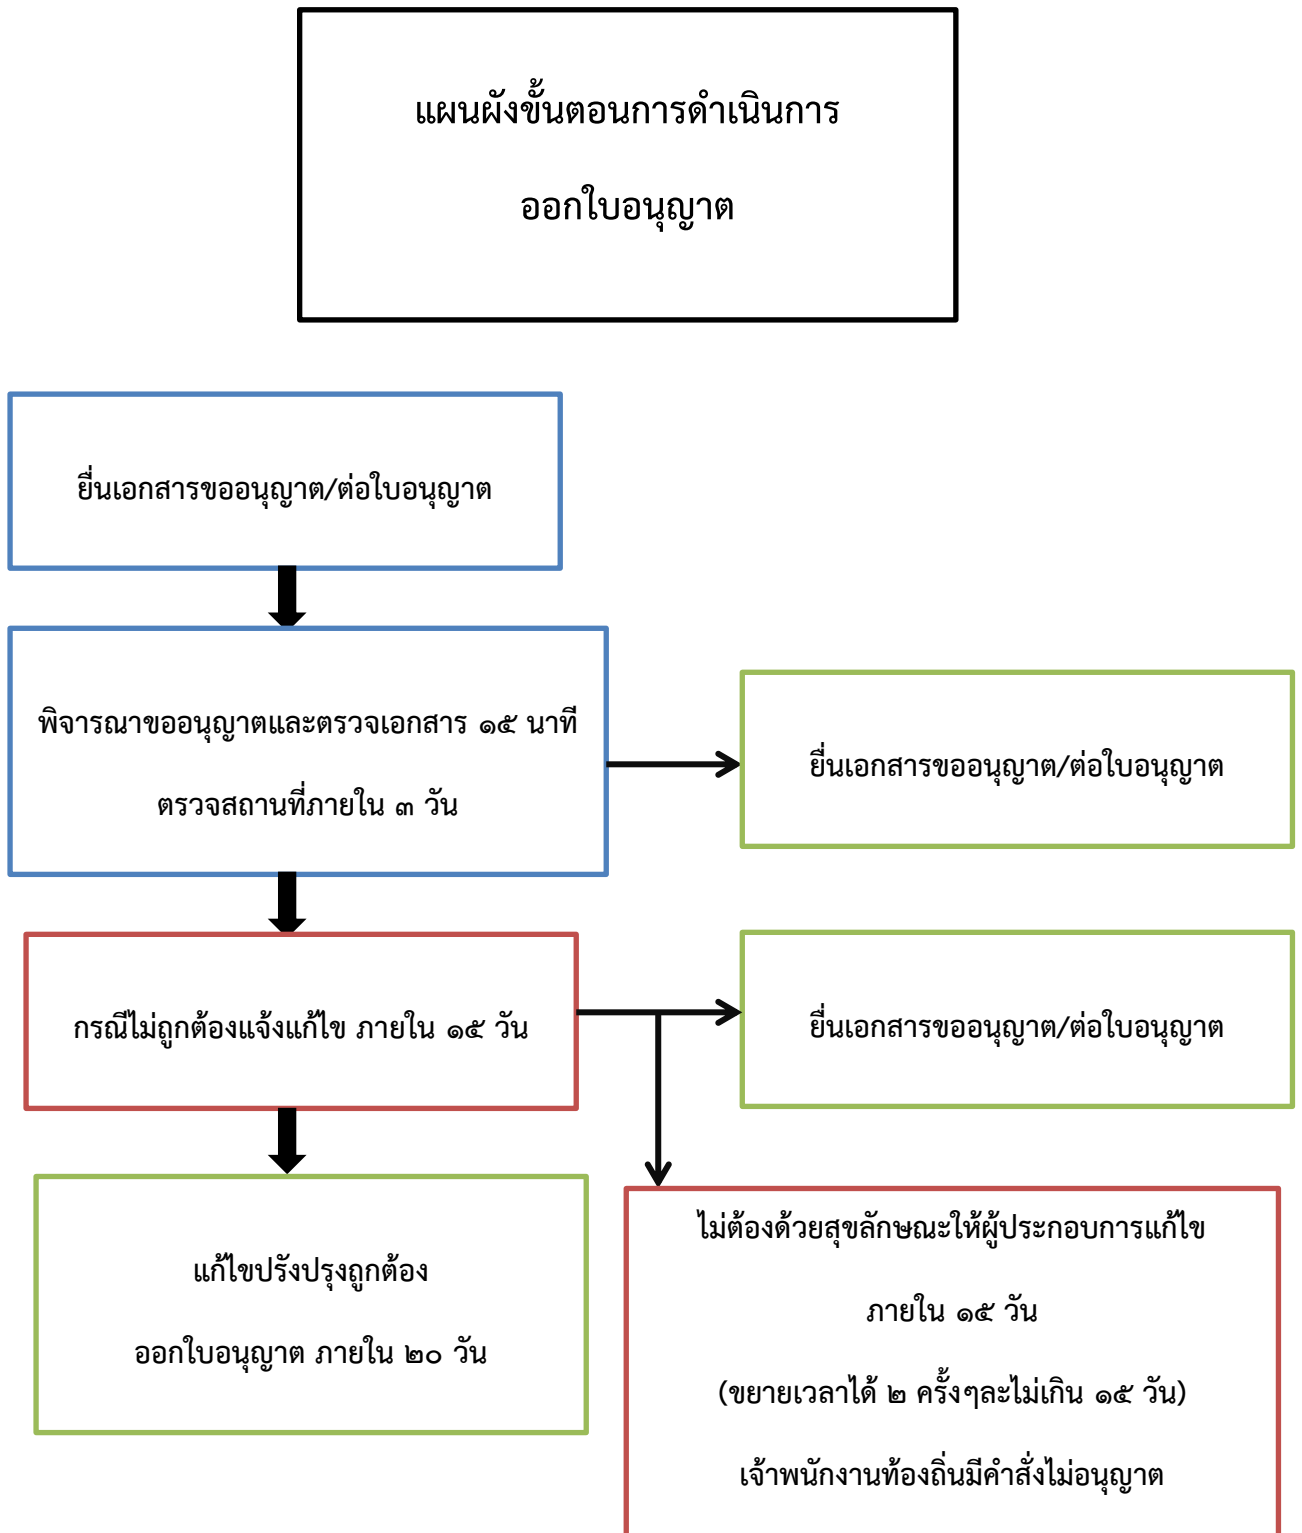 แผนผังขั้นตอนการดำเนินการ
ออกใบอนุญาต
ยื่นเอกสารขออนุญาต/ต่อใบอนุญาต
พิจารณาขออนุญาตและตรวจเอกสาร ๑๕ นาที
ตรวจสถานที่ภายใน ๓ วัน
ยื่นเอกสารขออนุญาต/ต่อใบอนุญาต
กรณีไม่ถูกต้องแจ้งแก้ไข ภายใน ๑๕ วัน
ยื่นเอกสารขออนุญาต/ต่อใบอนุญาต
แก้ไขปรังปรุงถูกต้อง
ออกใบอนุญาต ภายใน ๒๐ วัน
ไม่ต้องด้วยสุขลักษณะให้ผู้ประกอบการแก้ไข
ภายใน ๑๕ วัน
(ขยายเวลาได้ ๒ ครั้งๆละไม่เกิน ๑๕ วัน)
เจ้าพนักงานท้องถิ่นมีคำสั่งไม่อนุญาต